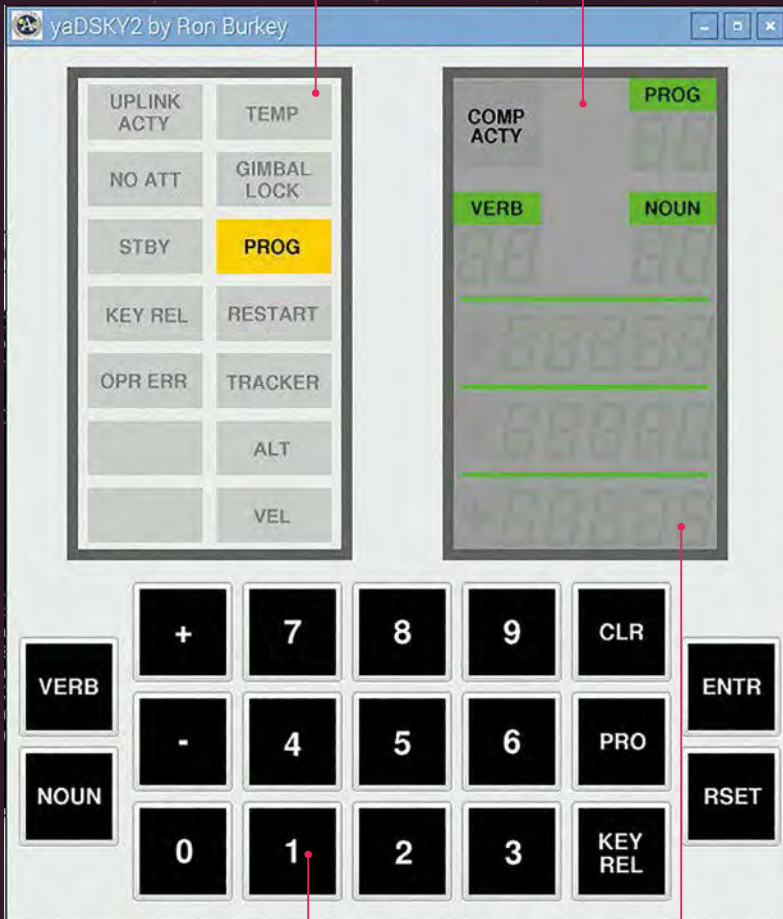 yaDSKY2 by Ron Burkey
UPLINK
ACTY
TEMP
NO ATT
GIMBAL
LOCK
STBY
PROG
KEY REL
RESTART
OPR ERR
TRACKER
ALT
VEL
COMP
ACTY
PROG
VERB
NOUN
VERB
NOUN
+
7
8
9
CLR
-
4
5
6
PRO
0
1
2
3
KEY
REL
ENTR
RSET